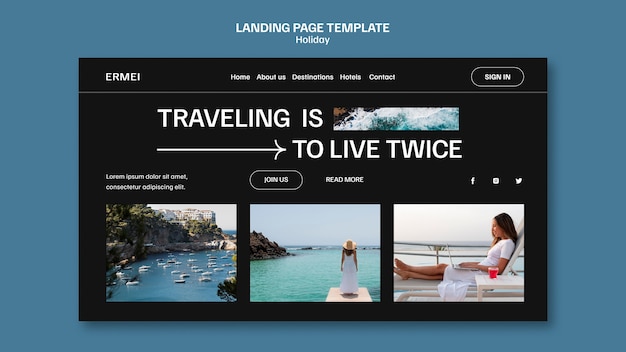 LANDING PAGE TEMPLATE
Holiday
ERMEI
Home About us Destinations Hotels Contact
SIGN IN
TRAVELING IS
TO LIVE TWICE
Lorem ipsum dolor sit amet,
consectetur adipiscing elit.
JOIN US
READ MORE